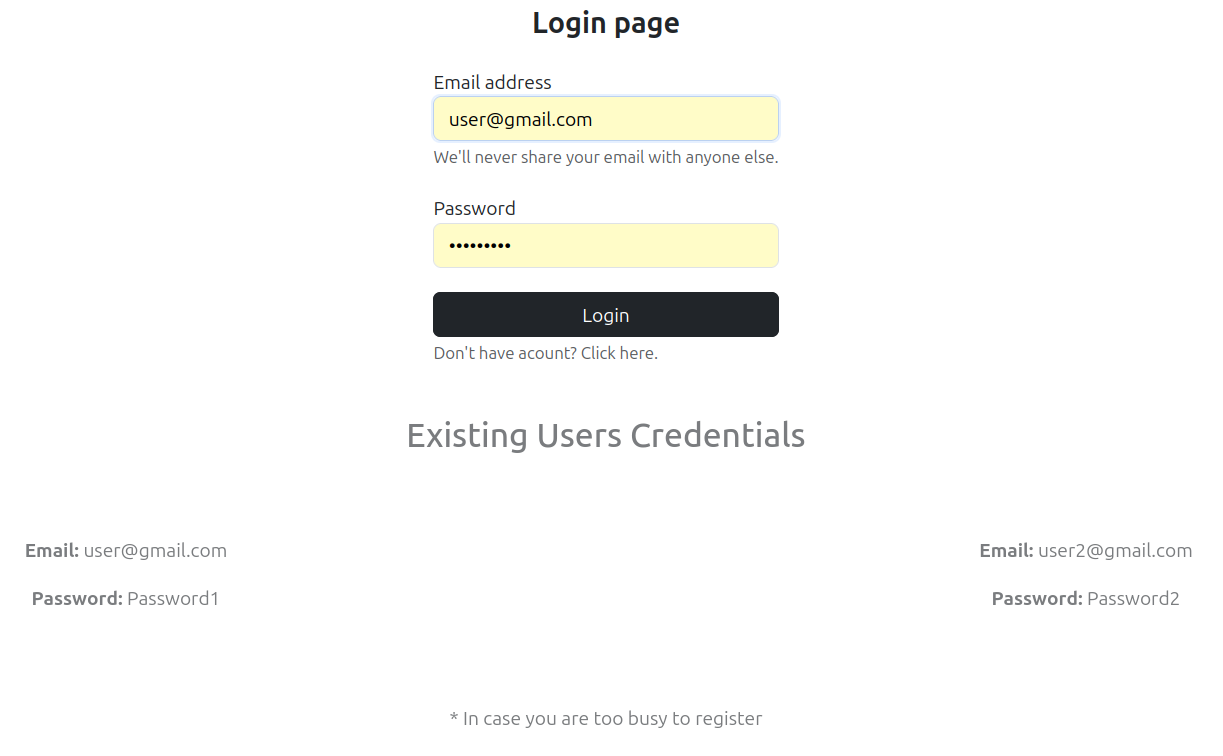 Login page
Email address
user@gmail.com
We'll never share your email with anyone else.
Password
•••••••••
Login
Don't have acount? Click here.
Existing Users Credentials
Email: user@gmail.com
Password: Password1
Email: user2@gmail.com
Password: Password2
* In case you are too busy to register